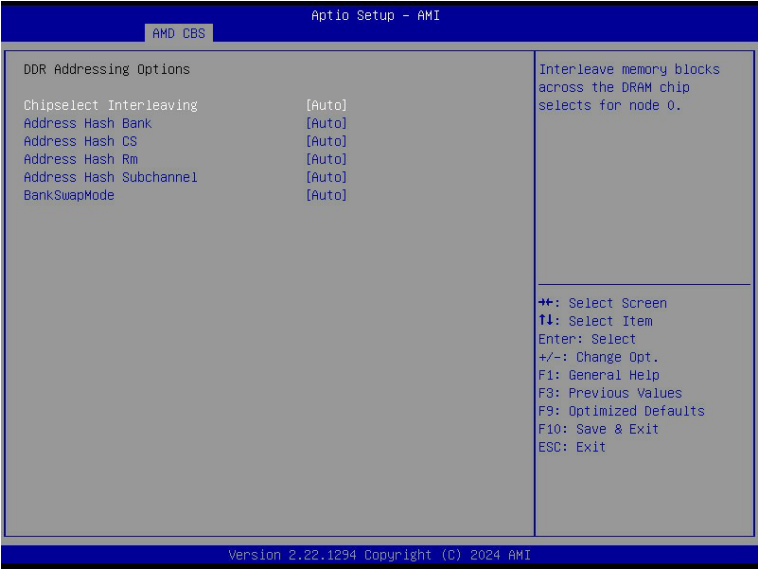 Aptio Setup - AMI
AMD CBS
DDR Addressing Options
Chipselect Interleaving [Auto]
Address Hash Bank [Auto]
Address Hash CS [Auto]
Address Hash Rm [Auto]
Address Hash Subchannel [Auto]
BankSwapMode [Auto]
Interleave memory blocks
across the DRAM chip
selects for node 0.
→←: Select Screen
↑↓: Select Item
Enter: Select
+/-: Change Opt.
F1: General Help
F3: Previous Values
F9: Optimized Defaults
F10: Save & Exit
ESC: Exit
Version 2.22.1294 Copyright (C) 2024 AMI